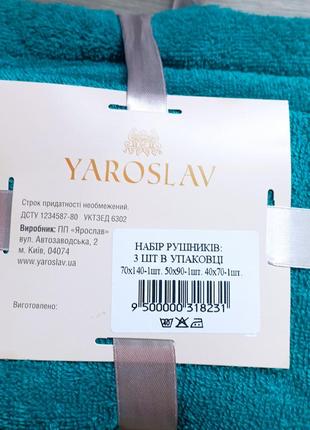 YAROSLAV
Строк придатності необмежений.
ДСТУ 1234587-80 УКТЗЕД 6302
Виробник: ПП «Ярослав»
вул. Автозаводська, 2
м. Київ, 04074
www.yaroslav.ua
Виготовлено:
НАБІР РУШНИКІВ:
3 ШТ В УПАКОВЦІ
70х140-1шт. 50х90-1шт. 40х70-1шт.
9 500000 318231